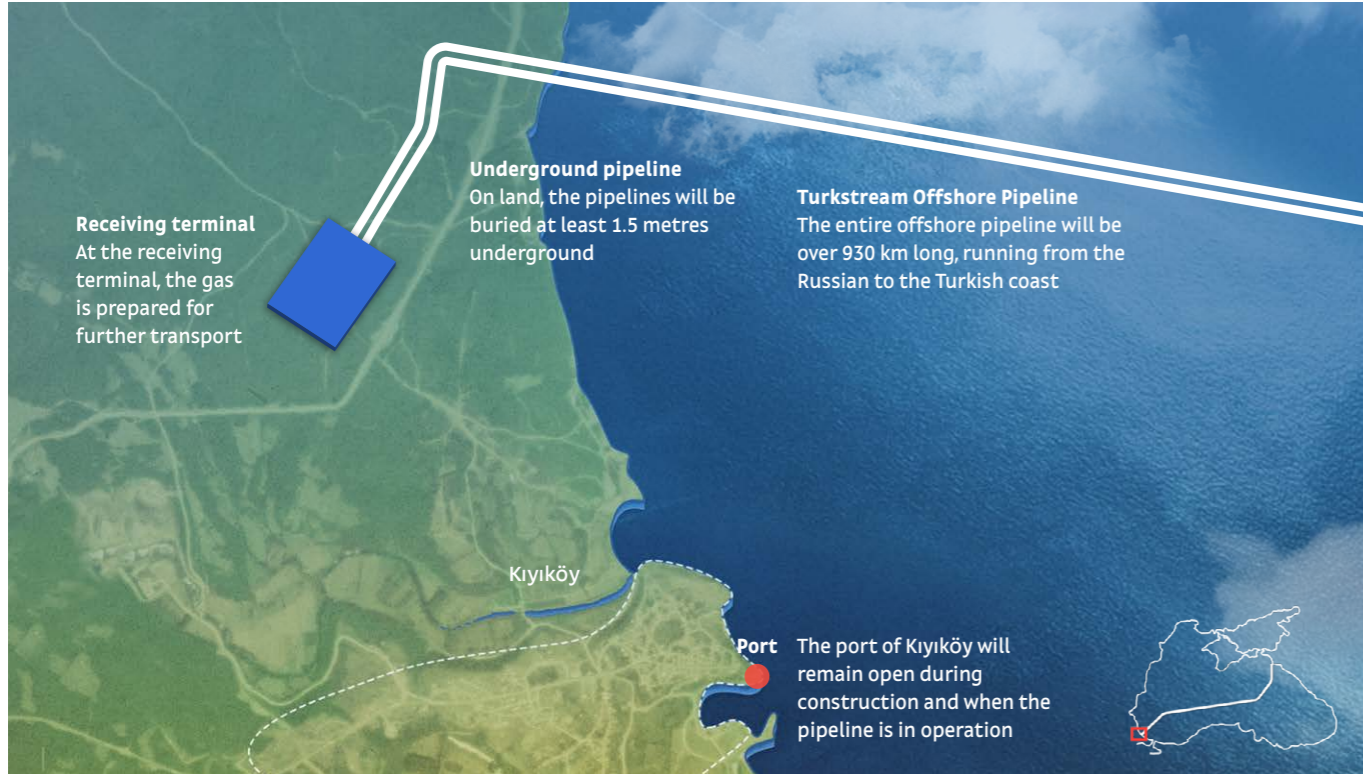 Underground pipeline
On land, the pipelines will be
buried at least 1.5 metres
underground
Turkstream Offshore Pipeline
The entire offshore pipeline will be
over 930 km long, running from the
Russian to the Turkish coast
Receiving terminal
At the receiving
terminal, the gas
is prepared for
further transport
Kıyıköy
Port
The port of Kıyıköy will
remain open during
construction and when the
pipeline is in operation